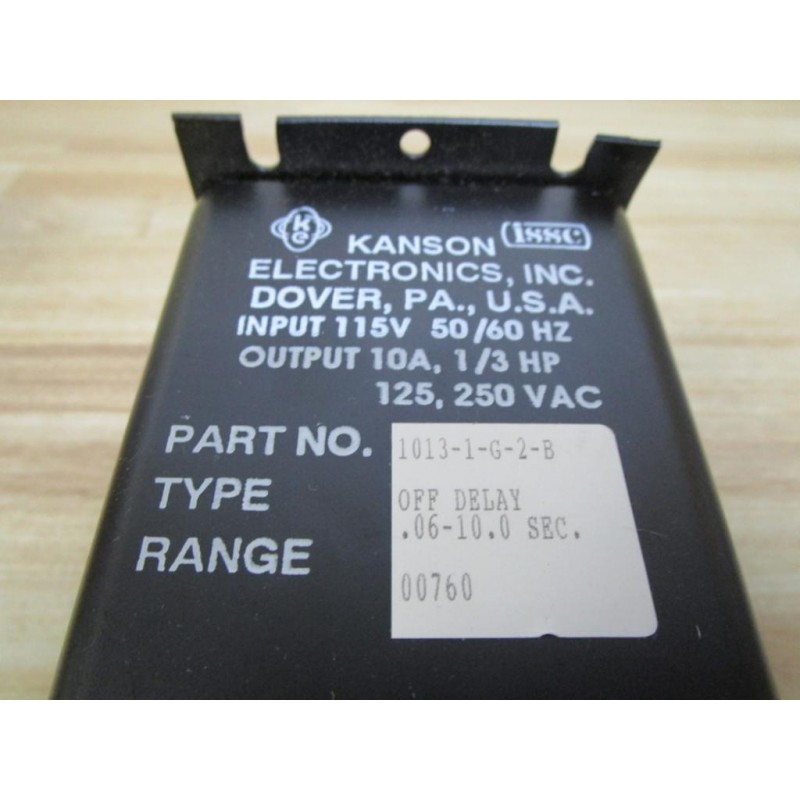 Ke
KANSON issc
ELECTRONICS, INC.
DOVER, PA., U.S.A.
INPUT 115V 50/60 HZ
OUTPUT 10A, 1/3 HP
125, 250 VAC
PART NO. 1013-1-G-2-B
TYPE OFF DELAY
RANGE .06-10.0 SEC.
00760